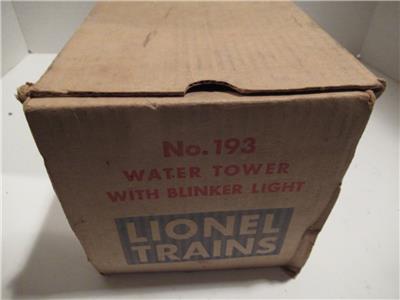 No. 193
WATER TOWER
WITH BLINKER LIGHT
LIONEL
TRAINS